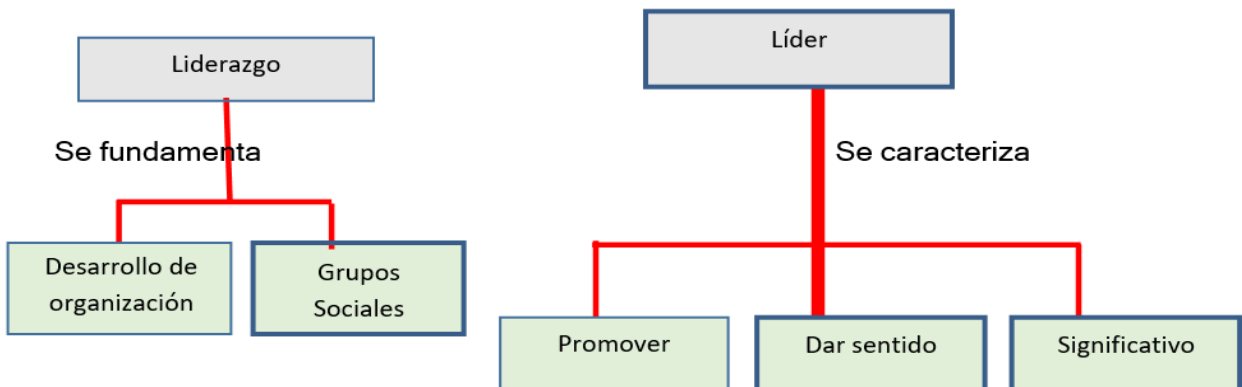 Liderazgo
Se fundamenta
Desarrollo de
organización
Grupos
Sociales
Líder
Se caracteriza
Promover
Dar sentido
Significativo